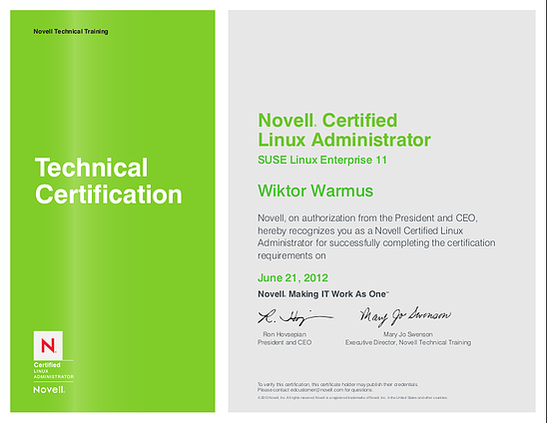 Novell Technical Training
Technical
Certification
N
Certified
LINUX
ADMINISTRATOR
Novell.
Novell. Certified
Linux Administrator
SUSE Linux Enterprise 11
Wiktor Warmus
Novell, on authorization from the President and CEO,
hereby recognizes you as a Novell Certified Linux
Administrator for successfully completing the certification
requirements on
June 21, 2012
Novell. Making IT Work As One™
R. Hovsepian
Mary Jo Swenson
Ron Hovsepian
President and CEO
Mary Jo Swenson
Executive Director, Novell Technical Training
To verify this certification, this certificate holder may publish their credentials.
Please contact edcustomer@novell.com for questions.
Novell, Inc. All rights reserved. Novell is a registered trademark of Novell, Inc. in the United States and other countries.